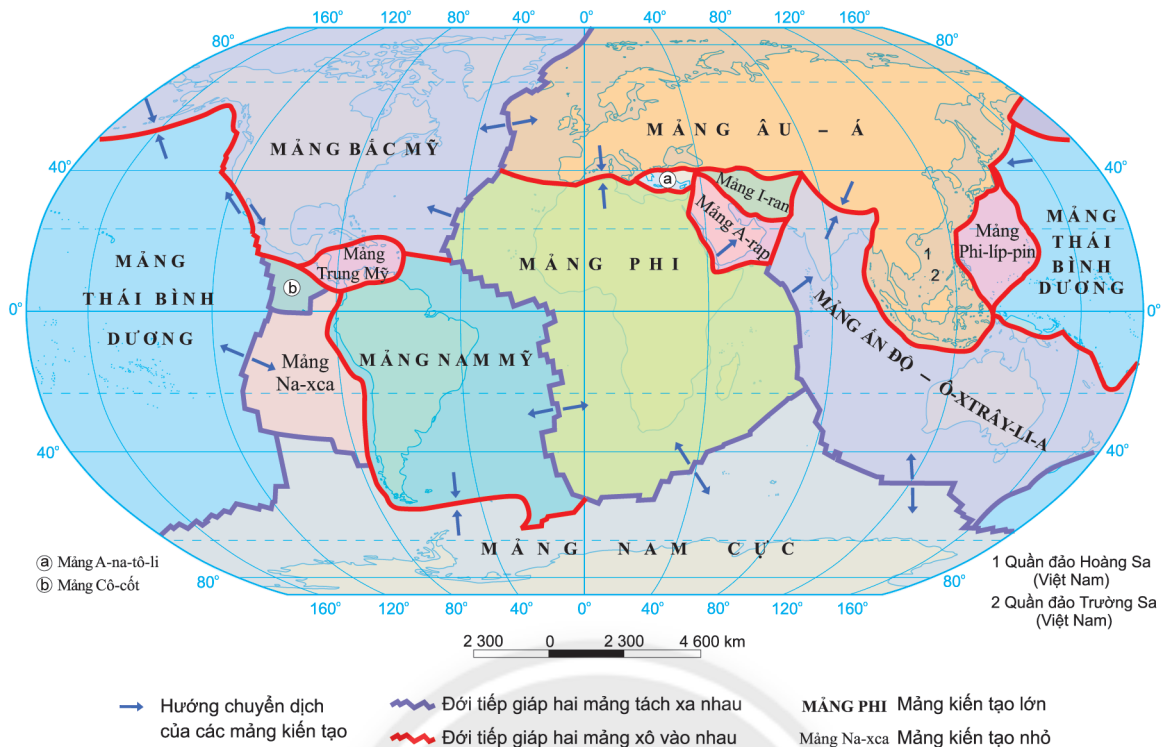 160° 120° 80° 40° 0° 40° 80° 120° 160°
80° 80°
MẢNG ÂU – Á
MẢNG BẮC MỸ
40° 40°
ⓐ
Mảng I-ran
Mảng A-rap
MẢNG
THÁI BÌNH
DƯƠNG
Mảng
Trung Mỹ
ⓑ
MẢNG PHI
1
2
Mảng
Phi-líp-pin
MẢNG
THÁI
BÌNH
DƯƠNG
0° 0°
Mảng
Na-xca
MẢNG NAM MỸ
MẢNG ÁN ĐỘ – Ô-XTRÂY-LI-A
40° 40°
MẢNG NAM CỰC
80° 80°
160° 120° 80° 40° 0° 40° 80° 120° 160°
ⓐ Mảng A-na-tô-li
ⓑ Mảng Cô-cốt
1 Quần đảo Hoàng Sa
(Việt Nam)
2 Quần đảo Trường Sa
(Việt Nam)
2 300 0 2 300 4 600 km
Hướng chuyển dịch
của các mảng kiến tạo
Đới tiếp giáp hai mảng tách xa nhau
Đới tiếp giáp hai mảng xô vào nhau
MẢNG PHI Mảng kiến tạo lớn
Mảng Na-xca Mảng kiến tạo nhỏ